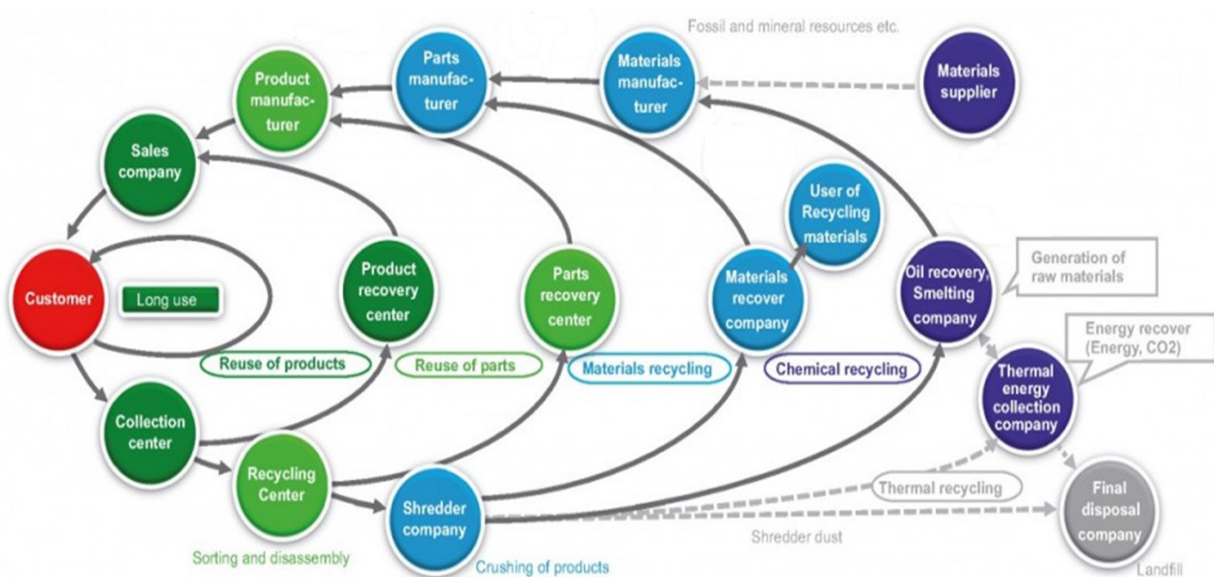 Fossil and mineral resources etc.
Parts
manufac-
turer
Materials
manufac-
turer
Materials
supplier
Product
manufac-
turer
Sales
company
User of
Recycling
materials
Customer
Long use
Product
recovery
center
Parts
recovery
center
Materials
recover
company
Oil recovery,
Smelting
company
Generation of
raw materials
Energy recover
(Energy, CO2)
Reuse of products
Reuse of parts
Materials recycling
Chemical recycling
Thermal
energy
collection
company
Collection
center
Recycling
Center
Shredder
company
Thermal recycling
Final
disposal
company
Shredder dust
Sorting and disassembly
Crushing of products
Landfill